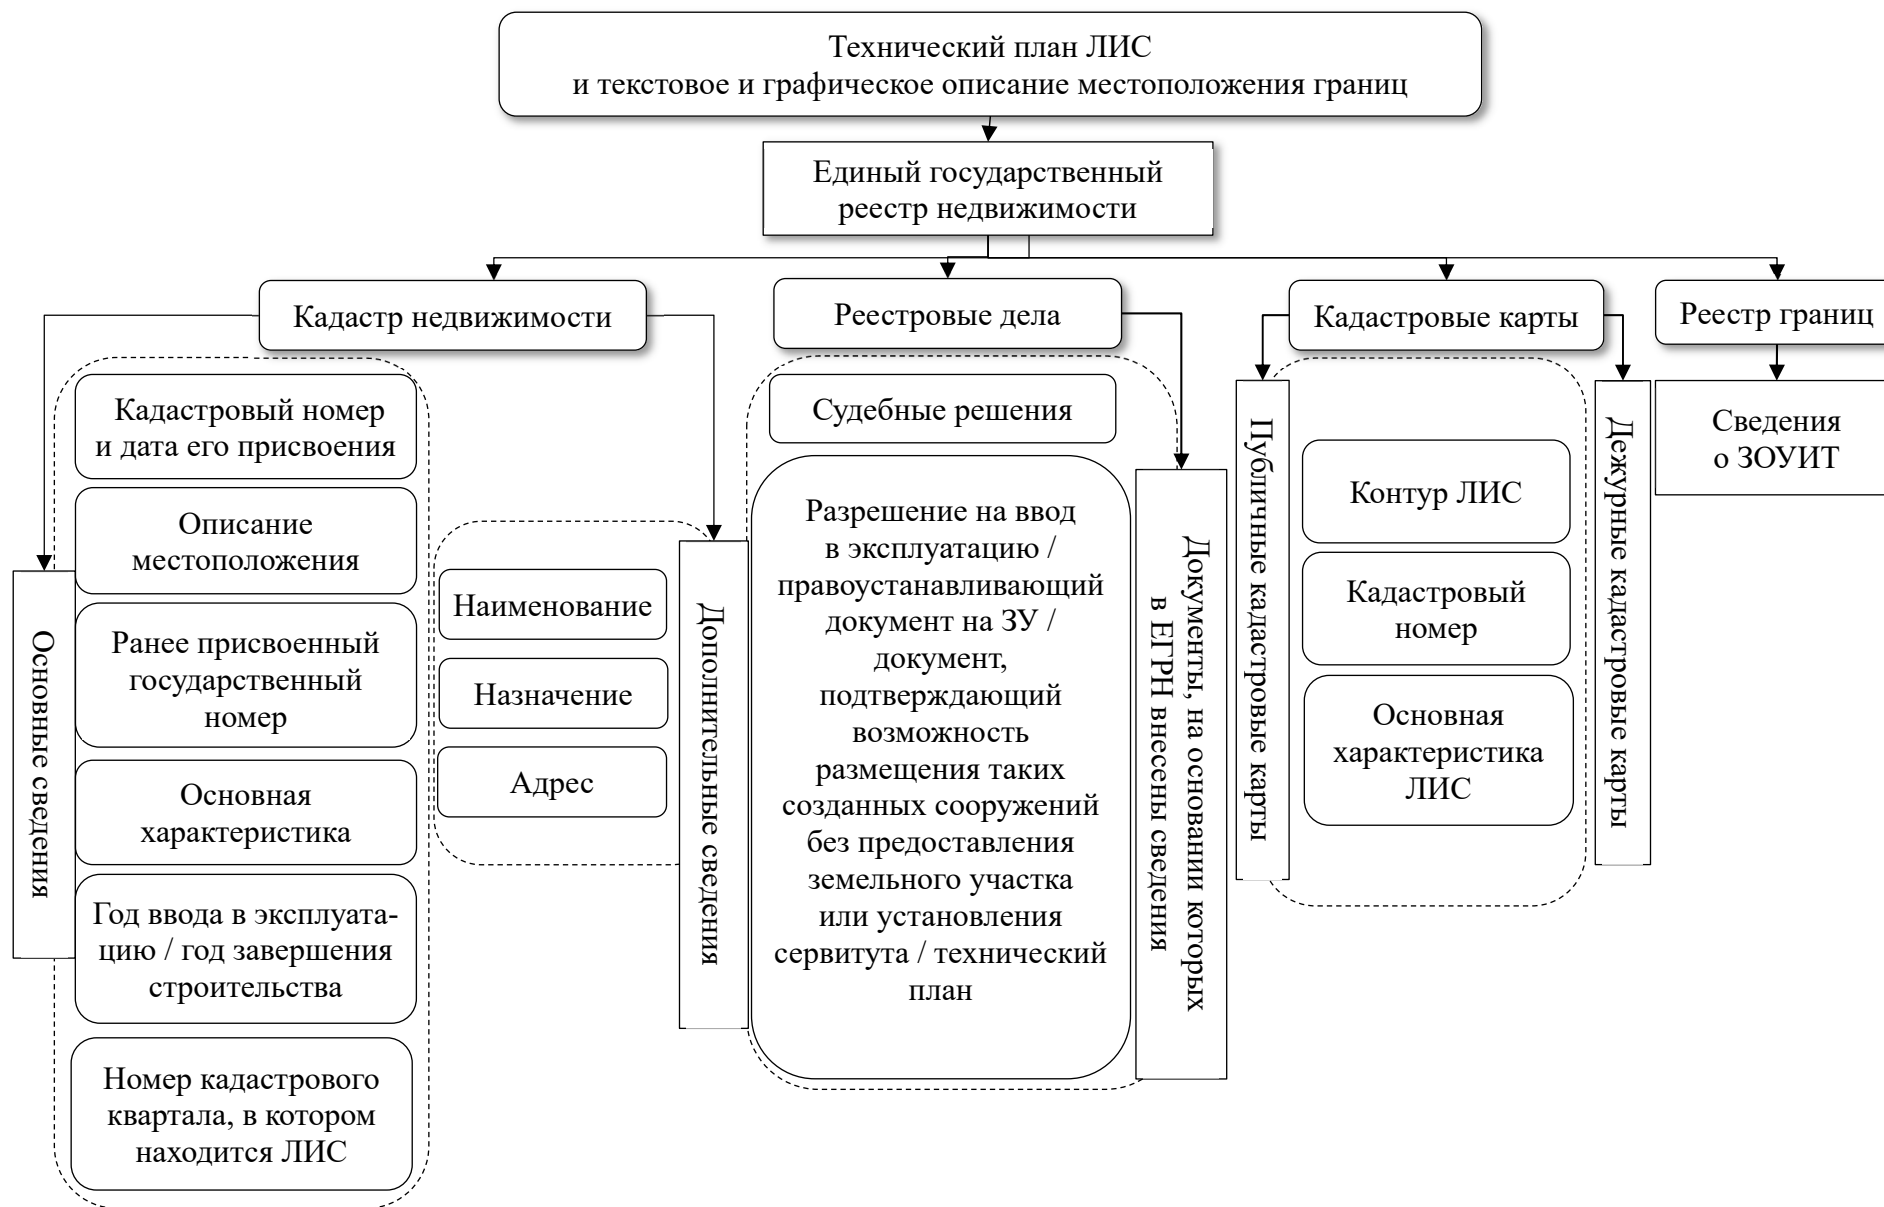 Технический план ЛИС
и текстовое и графическое описание местоположения границ
Единый государственный
реестр недвижимости
Кадастр недвижимости
Реестровые дела
Кадастровые карты
Реестр границ
Основные сведения
Кадастровый номер
и дата его присвоения
Описание
местоположения
Ранее присвоенный
государственный
номер
Основная
характеристика
Год ввода в эксплуата-
цию / год завершения
строительства
Номер кадастрового
квартала, в котором
находится ЛИС
Наименование
Назначение
Адрес
Дополнительные сведения
Судебные решения
Разрешение на ввод
в эксплуатацию /
правоустанавливающий
документ на ЗУ /
документ,
подтверждающий
возможность
размещения таких
созданных сооружений
без предоставления
земельного участка
или установления
сервитута / технический
план
Документы, на основании которых
в ЕГРН внесены сведения
Публичные кадастровые карты
Контур ЛИС
Кадастровый
номер
Основная
характеристика
ЛИС
Дежурные кадастровые карты
Сведения
о ЗОУИТ